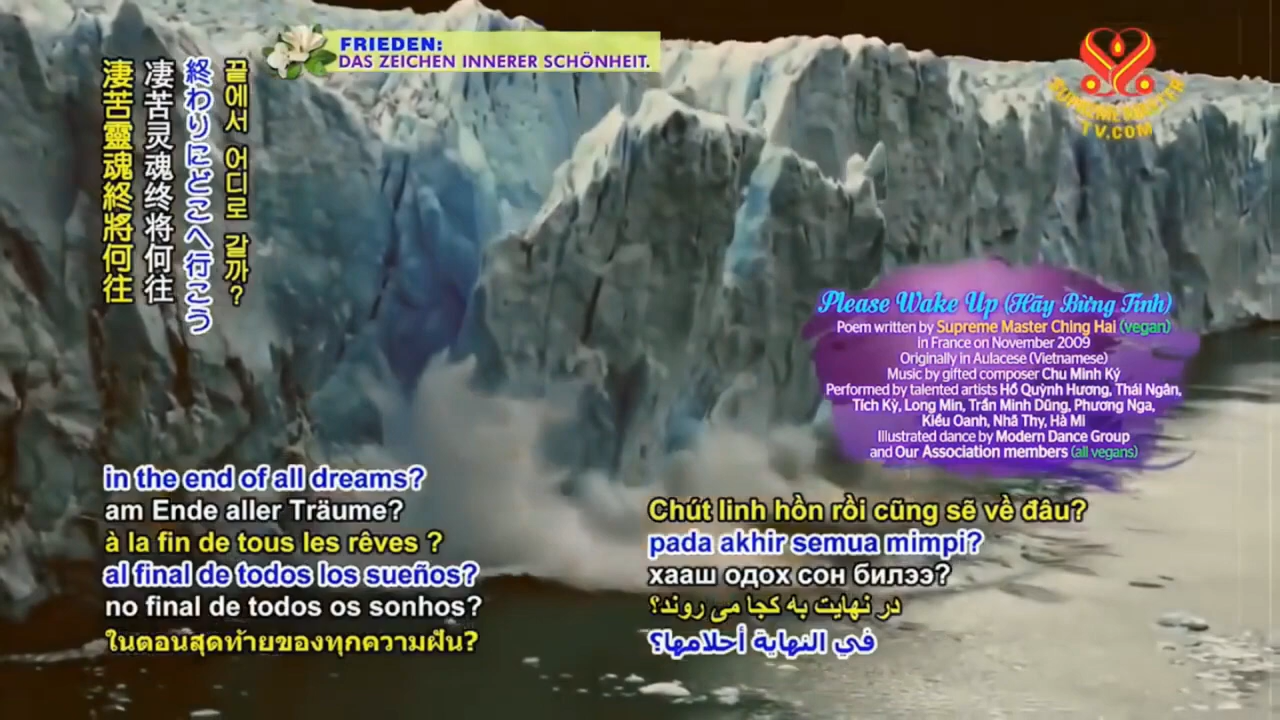 FRIEDEN:
DAS ZEICHEN INNERER SCHÖNHEIT.
SUPREMEMASTER
TV.COM
끝에서 어디로 갈까?
終わりにどこへ行こう
凄苦灵魂终将何往
淒苦靈魂終將何往
Please Wake Up (Hãy Bừng Tỉnh)
Poem written by Supreme Master Ching Hai (vegan)
in France on November 2009
Originally in Aulacese (Vietnamese)
Music by gifted composer Chu Minh Ký
Performed by talented artists Hồ Quỳnh Hương, Thái Ngân,
Tích Kỳ, Long Min, Trần Minh Dũng, Phương Nga,
Kiều Oanh, Nhã Thy, Hà Mi
Illustrated dance by Modern Dance Group
and Our Association members (all vegans)
in the end of all dreams?
am Ende aller Träume?
à la fin de tous les rêves ?
al final de todos los sueños?
no final de todos os sonhos?
ในตอนสุดท้ายของทุกความฝัน?
Chút linh hồn rồi cũng sẽ về đâu?
pada akhir semua mimpi?
хааш одох сон билээ?
در نهایت به کجا می روند؟
في النهاية أحلامها؟